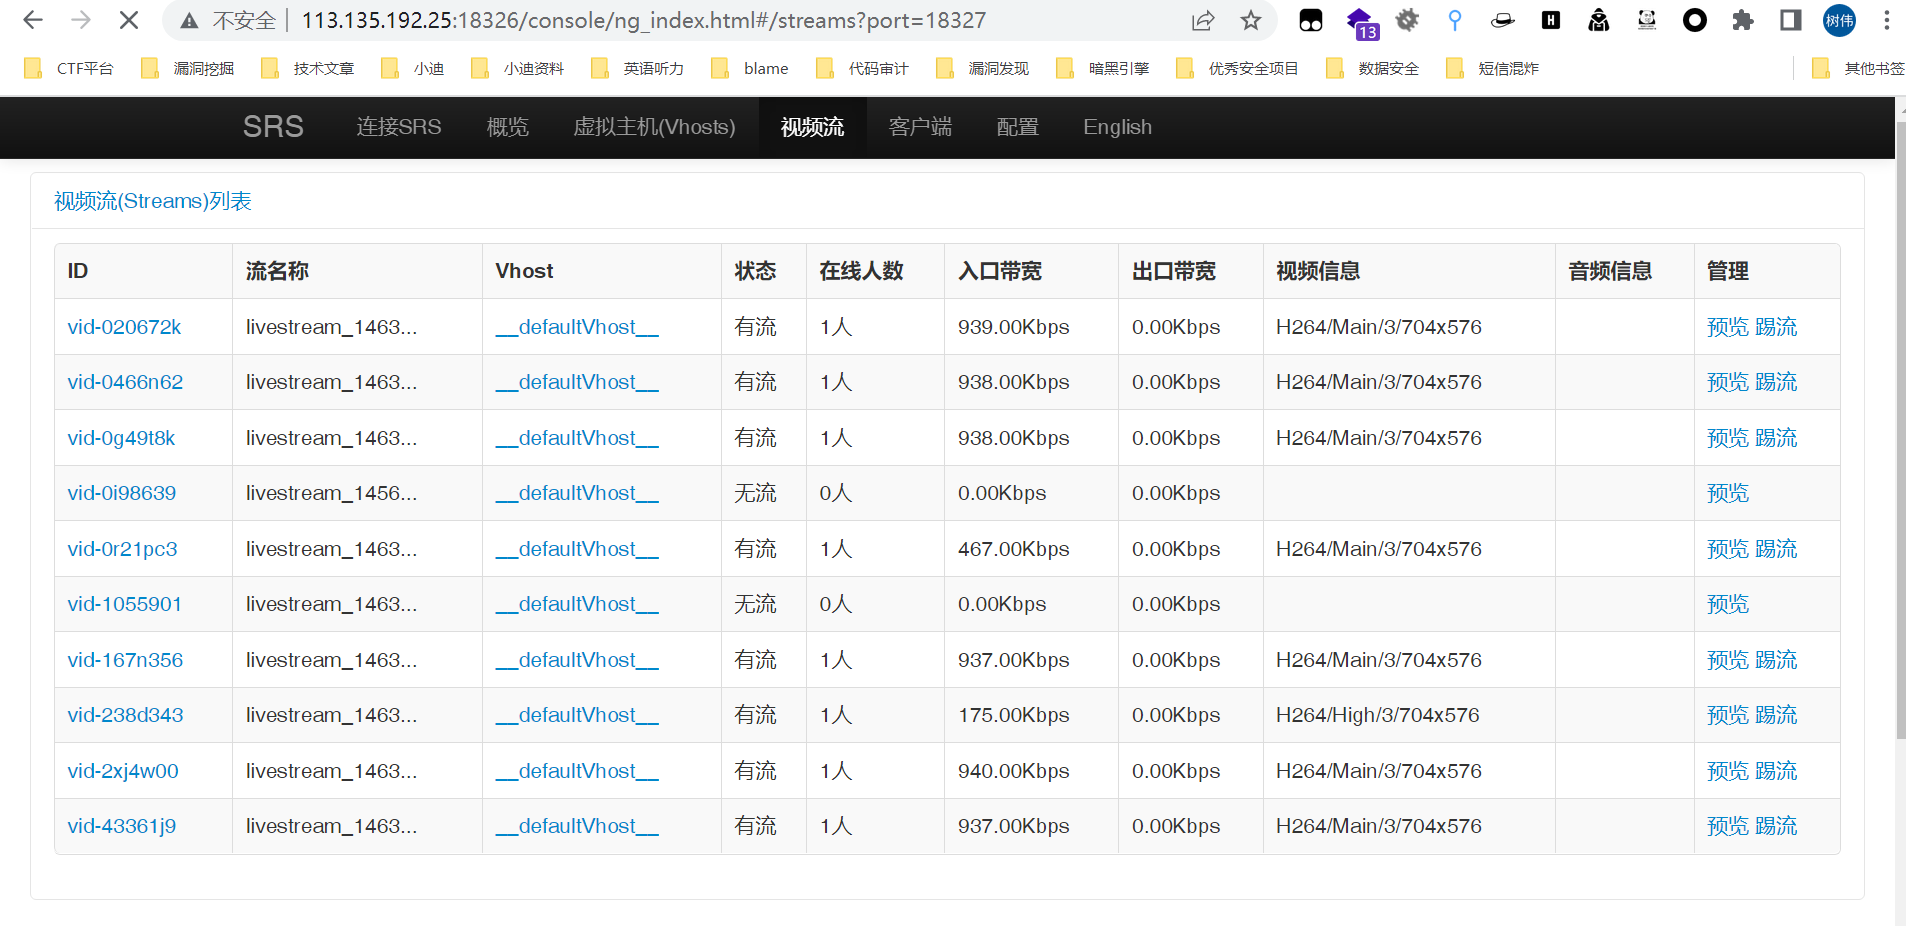 不安全 113.135.192.25:18326/console/ng_index.html#/streams?port=18327 13 H 树伟
CTF平台 漏洞挖掘 技术文章 小迪 小迪资料 英语听力 blame 代码审计 漏洞发现 暗黑引擎 优秀安全项目 数据安全 短信混炸 其他书签
SRS 连接SRS 概览 虚拟主机(Vhosts) 视频流 客户端 配置 English
视频流(Streams)列表
ID 流名称 Vhost 状态 在线人数 入口带宽 出口带宽 视频信息 音频信息 管理
vid-020672k livestream_1463... __defaultVhost__ 有流 1人 939.00Kbps 0.00Kbps H264/Main/3/704x576 预览 踢流
vid-0466n62 livestream_1463... __defaultVhost__ 有流 1人 938.00Kbps 0.00Kbps H264/Main/3/704x576 预览 踢流
vid-0g49t8k livestream_1463... __defaultVhost__ 有流 1人 938.00Kbps 0.00Kbps H264/Main/3/704x576 预览 踢流
vid-0i98639 livestream_1456... __defaultVhost__ 无流 0人 0.00Kbps 0.00Kbps 预览
vid-0r21pc3 livestream_1463... __defaultVhost__ 有流 1人 467.00Kbps 0.00Kbps H264/Main/3/704x576 预览 踢流
vid-1055901 livestream_1463... __defaultVhost__ 无流 0人 0.00Kbps 0.00Kbps 预览
vid-167n356 livestream_1463... __defaultVhost__ 有流 1人 937.00Kbps 0.00Kbps H264/Main/3/704x576 预览 踢流
vid-238d343 livestream_1463... __defaultVhost__ 有流 1人 175.00Kbps 0.00Kbps H264/High/3/704x576 预览 踢流
vid-2xj4w00 livestream_1463... __defaultVhost__ 有流 1人 940.00Kbps 0.00Kbps H264/Main/3/704x576 预览 踢流
vid-43361j9 livestream_1463... __defaultVhost__ 有流 1人 937.00Kbps 0.00Kbps H264/Main/3/704x576 预览 踢流